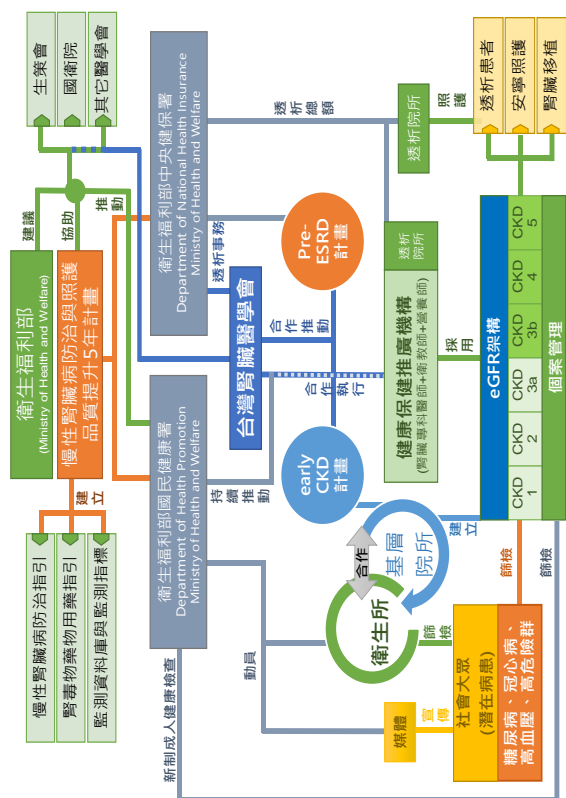 慢性腎臟病防治指引
腎毒物藥物用藥指引
監測資料庫與監測指標
建立
衛生福利部
(Ministry of Health and Welfare)
慢性腎臟病防治與照護
品質提升5年計畫
建議
協助
推動
生策會
國衛院
其它醫學會
衛生福利部國民健康署
Department of Health Promotion
Ministry of Health and Welfare
衛生福利部中央健保署
Department of National Health Insurance
Ministry of Health and Welfare
新制成人健康檢查
動員
持續推動
透析事務
透析總額
台灣腎臟醫學會
合作推動
合作執行
early
CKD
計畫
Pre-
ESRD
計畫
衛生所
合作
基層
院所
健康保健推廣機構
(腎臟專科醫師+衛教師+營養師)
透析
院所
透析院所
照護
媒體
宣傳
篩檢
建立
採用
社會大眾
(潛在病患)
糖尿病、冠心病、
高血壓、高危險群
篩檢
篩檢
eGFR架構
CKD
1
CKD
2
CKD
3a
CKD
3b
CKD
4
CKD
5
個案管理
透析患者
安寧照護
腎臟移植